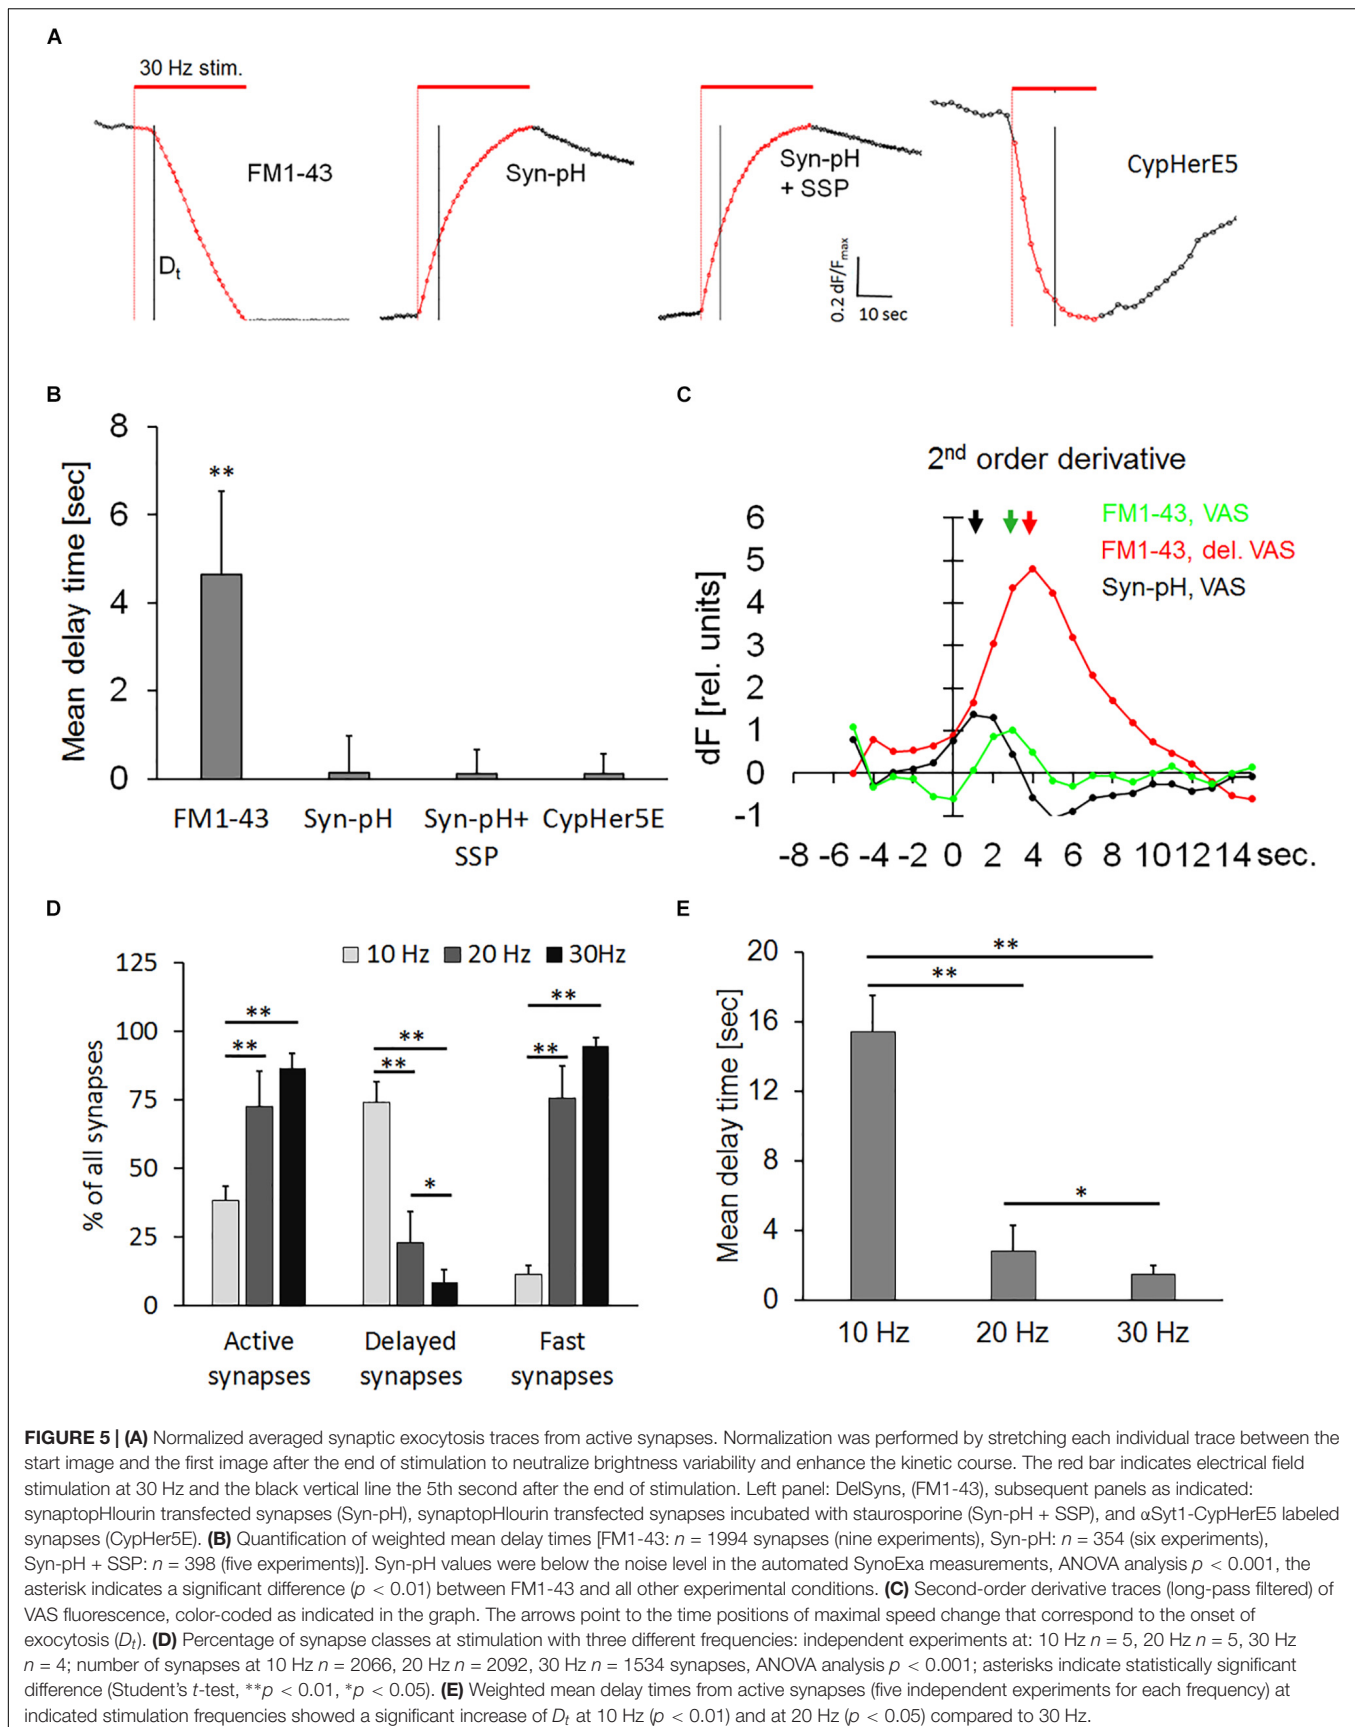 A
30 Hz stim.
FM1-43
Dt
Syn-pH
Syn-pH
+ SSP
0.2 dF/Fmax
10 sec
CypHerE5
B
Mean delay time [sec]
8
6
4
2
0
**
FM1-43 Syn-pH Syn-pH+ CypHer5E
SSP
C
2nd order derivative
FM1-43, VAS
FM1-43, del. VAS
Syn-pH, VAS
dF [rel. units]
6
5
4
3
2
1
0
-1
-8 -6 -4 -2 0 2 4 6 8 10 12 14 sec.
D
10 Hz 20 Hz 30Hz
% of all synapses
125
100
75
50
25
0
** ** ** ** * ** **
Active Delayed Fast
synapses synapses synapses
E
Mean delay time [sec]
20
16
12
8
4
0
**
**
*
10 Hz 20 Hz 30 Hz
FIGURE 5 | (A) Normalized averaged synaptic exocytosis traces from active synapses. Normalization was performed by stretching each individual trace between the
start image and the first image after the end of stimulation to neutralize brightness variability and enhance the kinetic course. The red bar indicates electrical field
stimulation at 30 Hz and the black vertical line the 5th second after the end of stimulation. Left panel: DelSyns, (FM1-43), subsequent panels as indicated:
synaptopHlourin transfected synapses (Syn-pH), synaptopHlourin transfected synapses incubated with staurosporine (Syn-pH + SSP), and αSyt1-CypHerE5 labeled
synapses (CypHer5E). (B) Quantification of weighted mean delay times [FM1-43: n = 1994 synapses (nine experiments), Syn-pH: n = 354 (six experiments),
Syn-pH + SSP: n = 398 (five experiments)]. Syn-pH values were below the noise level in the automated SynoExa measurements, ANOVA analysis p < 0.001, the
asterisk indicates a significant difference (p < 0.01) between FM1-43 and all other experimental conditions. (C) Second-order derivative traces (long-pass filtered) of
VAS fluorescence, color-coded as indicated in the graph. The arrows point to the time positions of maximal speed change that correspond to the onset of
exocytosis (Dt). (D) Percentage of synapse classes at stimulation with three different frequencies: independent experiments at: 10 Hz n = 5, 20 Hz n = 5, 30 Hz
n = 4; number of synapses at 10 Hz n = 2066, 20 Hz n = 2092, 30 Hz n = 1534 synapses, ANOVA analysis p < 0.001; asterisks indicate statistically significant
difference (Student's t-test, **p < 0.01, *p < 0.05). (E) Weighted mean delay times from active synapses (five independent experiments for each frequency) at
indicated stimulation frequencies showed a significant increase of Dt at 10 Hz (p < 0.01) and at 20 Hz (p < 0.05) compared to 30 Hz.